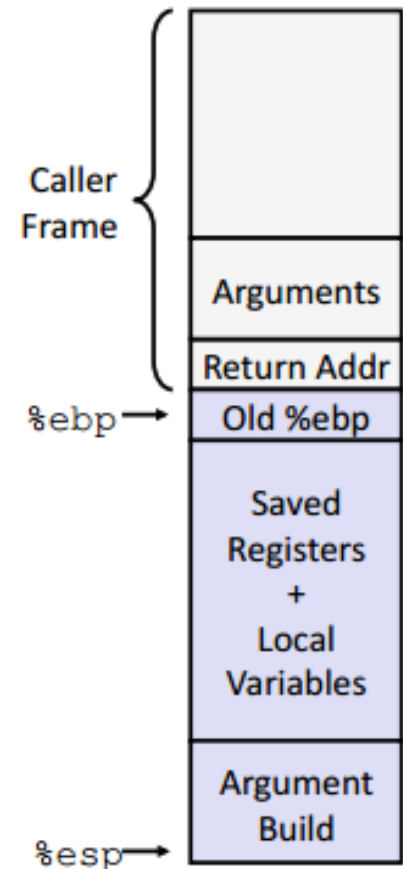 Caller
Frame
Arguments
Return Addr
%ebp
Old %ebp
Saved
Registers
+
Local
Variables
Argument
Build
%esp